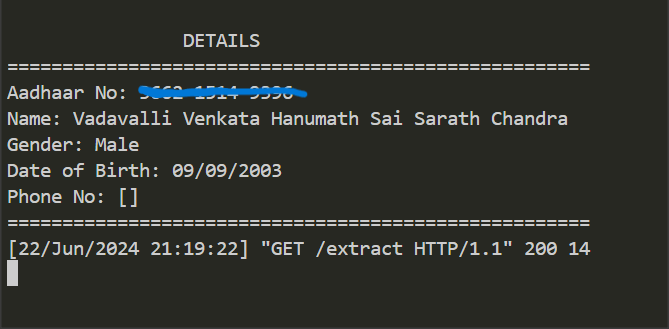 DETAILS
=====================================================
Aadhaar No:
Name: Vadavalli Venkata Hanumath Sai Sarath Chandra
Gender: Male
Date of Birth: 09/09/2003
Phone No: []
=====================================================
[22/Jun/2024 21:19:22] "GET /extract HTTP/1.1" 200 14